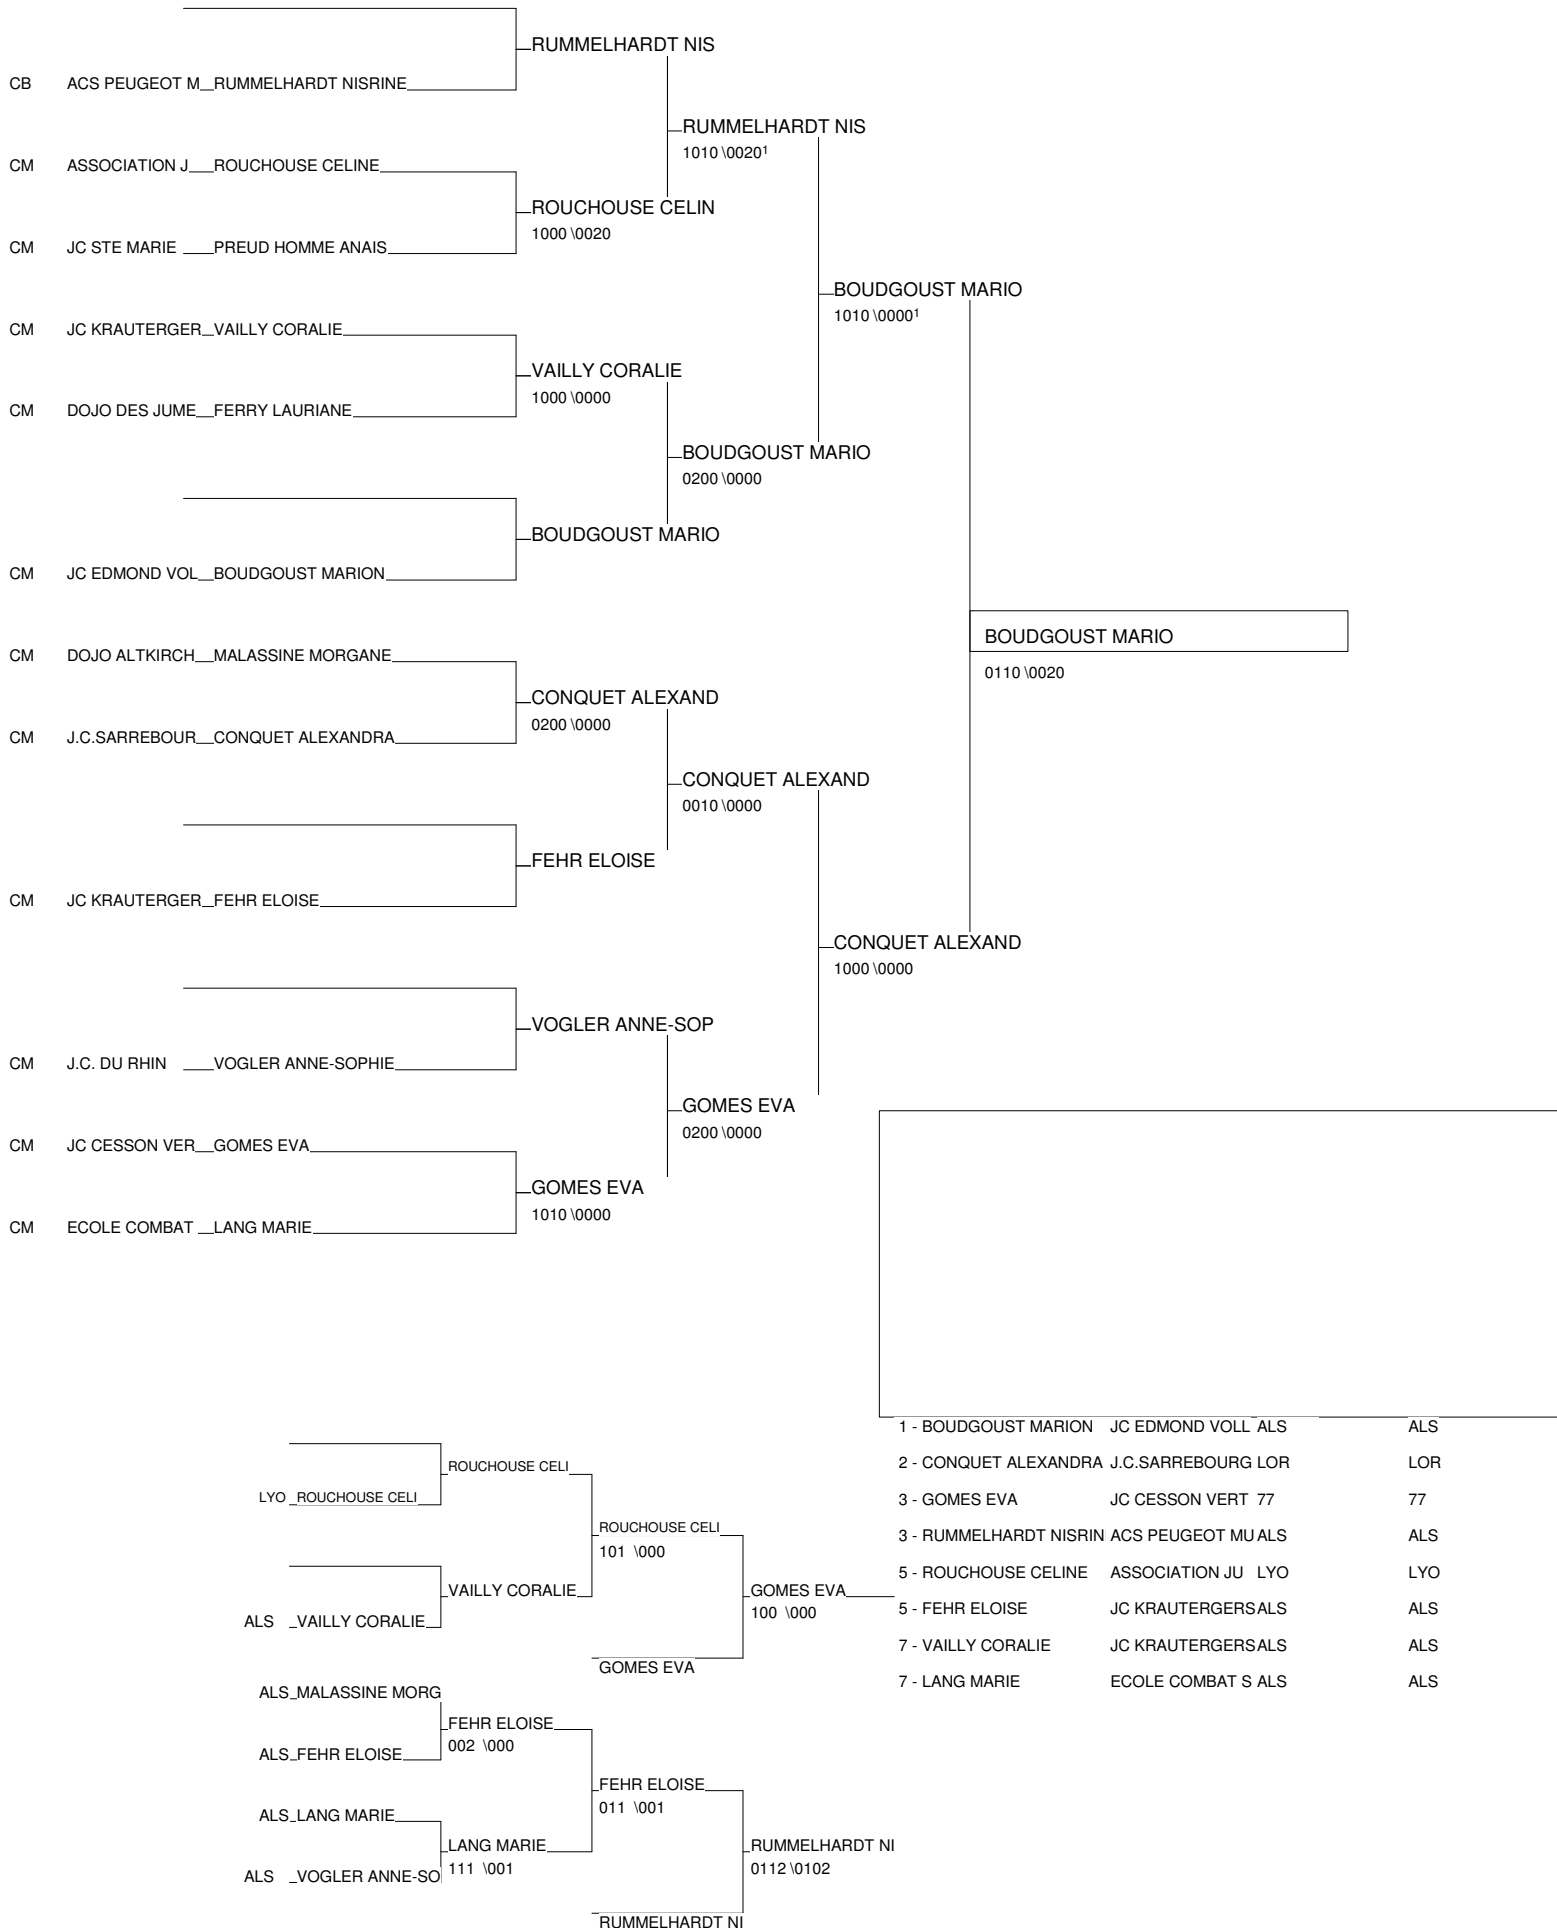 RUMMELHARDT NIS
CB ACS PEUGEOT M RUMMELHARDT NISRINE
RUMMELHARDT NIS
1010 \0020¹
CM ASSOCIATION J ROUCHOUSE CELINE
ROUCHOUSE CELIN
1000 \0020
CM JC STE MARIE PREUD HOMME ANAIS
BOUDGOUST MARIO
1010 \0000¹
CM JC KRAUTERGER VAILLY CORALIE
VAILLY CORALIE
1000 \0000
CM DOJO DES JUME FERRY LAURIANE
BOUDGOUST MARIO
0200 \0000
BOUDGOUST MARIO
CM JC EDMOND VOL BOUDGOUST MARION
BOUDGOUST MARIO
0110 \0020
CM DOJO ALTKIRCH MALASSINE MORGANE
CONQUET ALEXAND
0200 \0000
CM J.C.SARREBOUR CONQUET ALEXANDRA
CONQUET ALEXAND
0010 \0000
FEHR ELOISE
CM JC KRAUTERGER FEHR ELOISE
CONQUET ALEXAND
1000 \0000
VOGLER ANNE-SOP
CM J.C. DU RHIN VOGLER ANNE-SOPHIE
GOMES EVA
0200 \0000
CM JC CESSON VER GOMES EVA
GOMES EVA
1010 \0000
CM ECOLE COMBAT LANG MARIE
1 - BOUDGOUST MARION JC EDMOND VOLL ALS ALS
2 - CONQUET ALEXANDRA J.C.SARREBOURG LOR LOR
3 - GOMES EVA JC CESSON VERT 77 77
3 - RUMMELHARDT NISRIN ACS PEUGEOT MU ALS ALS
5 - ROUCHOUSE CELINE ASSOCIATION JU LYO LYO
5 - FEHR ELOISE JC KRAUTERGERS ALS ALS
7 - VAILLY CORALIE JC KRAUTERGERS ALS ALS
7 - LANG MARIE ECOLE COMBAT S ALS ALS
ROUCHOUSE CELI
LYO ROUCHOUSE CELI
ROUCHOUSE CELI
101 \000
VAILLY CORALIE
GOMES EVA
100 \000
ALS VAILLY CORALIE
GOMES EVA
ALS MALASSINE MORG
FEHR ELOISE
002 \000
ALS FEHR ELOISE
FEHR ELOISE
011 \001
ALS LANG MARIE
LANG MARIE
111 \001
RUMMELHARDT NI
0112 \0102
ALS VOGLER ANNE-SO
RUMMELHARDT NI